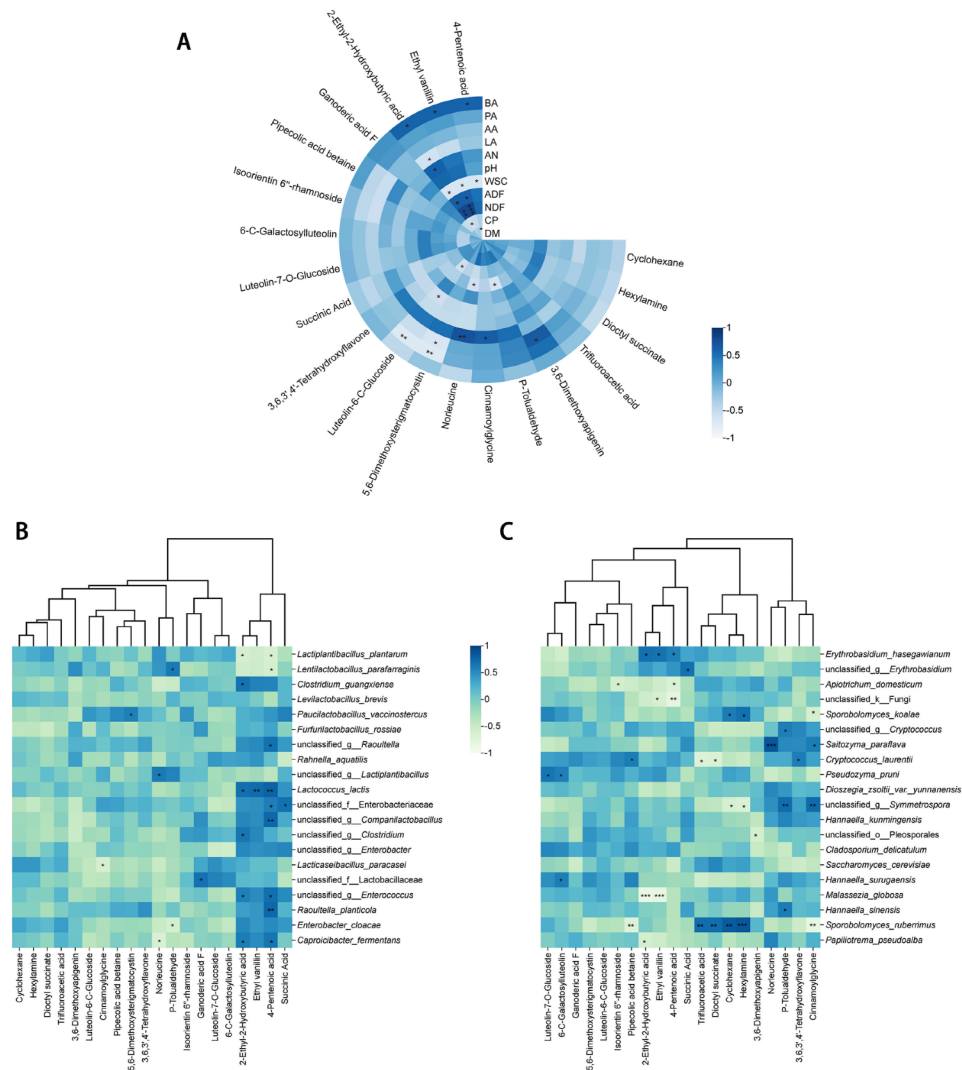 A
2-Ethyl-2-Hydroxybutyric acid
Ethyl vanillin
4-Pentenoic acid
Ganoderic acid F
Pipecolic acid betaine
Isoorientin 6"-rhamnoside
6-C-Galactosylluteolin
Luteolin-7-O-Glucoside
Succinic Acid
3,6,3',4'-Tetrahydroxyflavone
Luteolin-6-C-Glucoside
5,6-Dimethoxysterigmatocystin
Norleucine
Cinnamoylglycine
P-Tolualdehyde
3,6-Dimethoxyapigenin
Trifluoroacetic acid
Dioctyl succinate
Hexylamine
Cyclohexane
BA
PA
AA
LA
AN
pH
WSC
ADF
NDF
CP
DM
1
0.5
0
-0.5
-1
B
Lactiplantibacillus_plantarum
Lentilactobacillus_parafarraginis
Clostridium_guangxiense
Levilactobacillus_brevis
Paucilactobacillus_vaccinostercus
Furfurilactobacillus_rossiae
unclassified_g__Raoultella
Rahnella_aquatilis
unclassified_g__Lactiplantibacillus
Lactococcus_lactis
unclassified_f__Enterobacteriaceae
unclassified_g__Companilactobacillus
unclassified_g__Clostridium
unclassified_g__Enterobacter
Lacticaseibacillus_paracasei
unclassified_f__Lactobacillaceae
unclassified_g__Enterococcus
Raoultella_planticola
Enterobacter_cloacae
Caproicibacter_fermentans
Cyclohexane
Hexylamine
Dioctyl succinate
Trifluoroacetic acid
3,6-Dimethoxyapigenin
Luteolin-6-C-Glucoside
Cinnamoylglycine
Pipecolic acid betaine
5,6-Dimethoxysterigmatocystin
3,6,3',4'-Tetrahydroxyflavone
Norleucine
P-Tolualdehyde
Isoorientin 6"-rhamnoside
Ganoderic acid F
Luteolin-7-O-Glucoside
6-C-Galactosylluteolin
2-Ethyl-2-Hydroxybutyric acid
Ethyl vanillin
4-Pentenoic acid
Succinic Acid
1
0.5
0
-0.5
-1
C
Erythrobasidium_hasegawianum
unclassified_g__Erythrobasidium
Apiotrichum_domesticum
unclassified_k__Fungi
Sporobolomyces_koalae
unclassified_g__Cryptococcus
Saitozyma_paraflava
Cryptococcus_laurentii
Pseudozyma_pruni
Dioszegia_zsoltii_var._yunnanensis
unclassified_g__Symmetrospora
Hannaella_kunmingensis
unclassified_o__Pleosporales
Cladosporium_delicatulum
Saccharomyces_cerevisiae
Hannaella_surugaensis
Malassezia_globosa
Hannaella_sinensis
Sporobolomyces_ruberrimus
Papiliotrema_pseudoalba
Luteolin-7-O-Glucoside
6-C-Galactosylluteolin
Ganoderic acid F
5,6-Dimethoxysterigmatocystin
Luteolin-6-C-Glucoside
Isoorientin 6"-rhamnoside
Pipecolic acid betaine
2-Ethyl-2-Hydroxybutyric acid
Ethyl vanillin
4-Pentenoic acid
Succinic Acid
Trifluoroacetic acid
Dioctyl succinate
Cyclohexane
Hexylamine
3,6-Dimethoxyapigenin
Norleucine
P-Tolualdehyde
3,6,3',4'-Tetrahydroxyflavone
Cinnamoylglycine